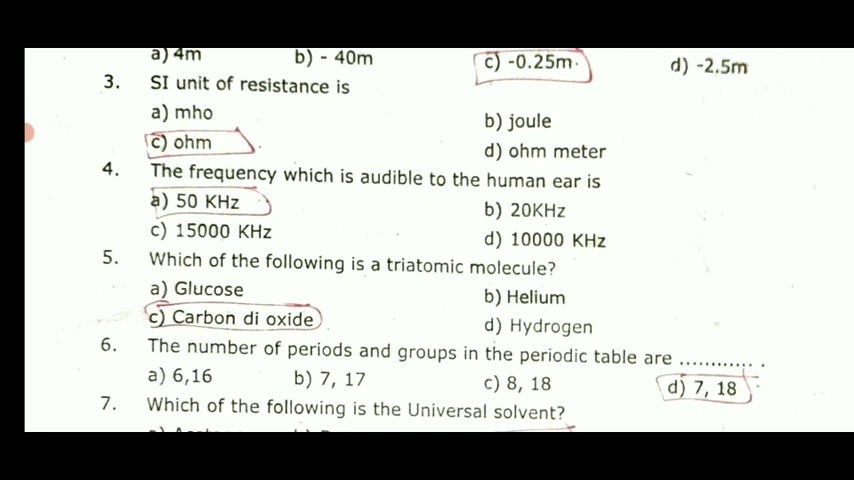 a) 4m b) - 40m c) -0.25m. d) -2.5m
3. SI unit of resistance is
a) mho b) joule
c) ohm d) ohm meter
4. The frequency which is audible to the human ear is
a) 50 KHz b) 20KHz
c) 15000 KHz d) 10000 KHz
5. Which of the following is a triatomic molecule?
a) Glucose b) Helium
c) Carbon di oxide d) Hydrogen
6. The number of periods and groups in the periodic table are .............
a) 6,16 b) 7, 17 c) 8, 18 d) 7, 18
7. Which of the following is the Universal solvent?